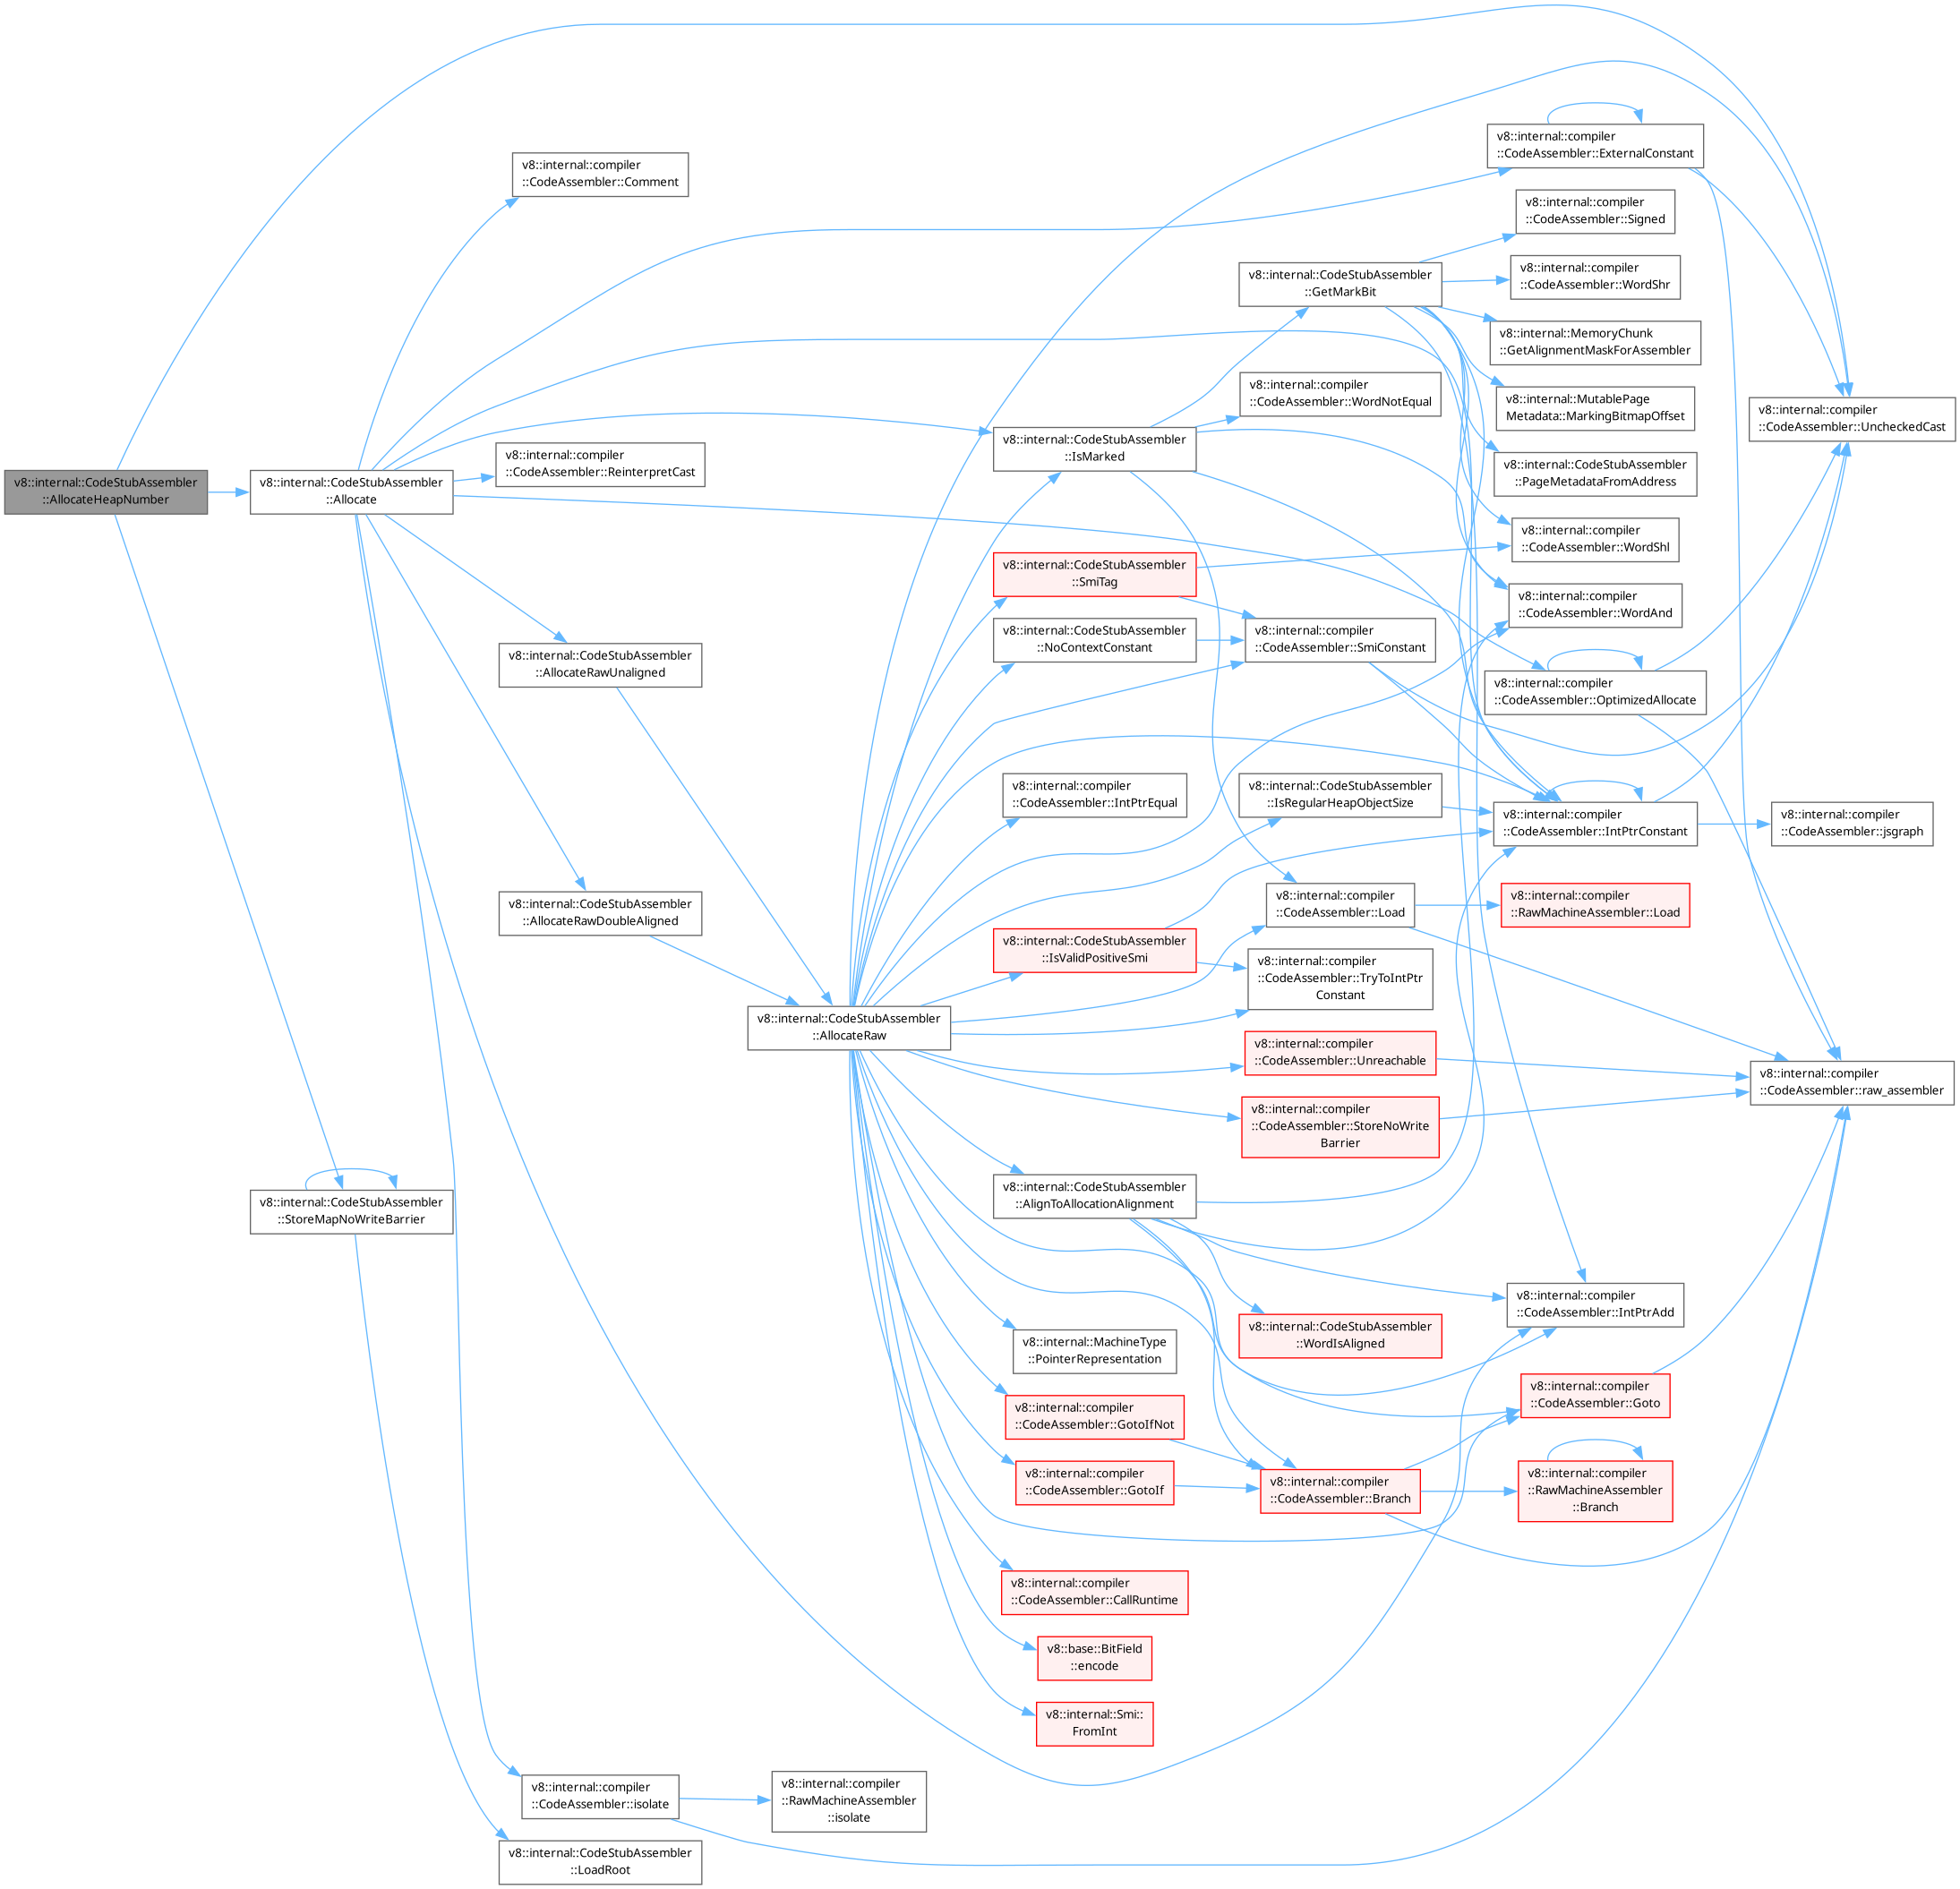 v8::internal::CodeStubAssembler
::AllocateHeapNumber
v8::internal::CodeStubAssembler
::Allocate
v8::internal::CodeStubAssembler
::StoreMapNoWriteBarrier
v8::internal::compiler
::CodeAssembler::Comment
v8::internal::compiler
::CodeAssembler::ReinterpretCast
v8::internal::CodeStubAssembler
::AllocateRawUnaligned
v8::internal::CodeStubAssembler
::AllocateRawDoubleAligned
v8::internal::compiler
::CodeAssembler::isolate
v8::internal::CodeStubAssembler
::LoadRoot
v8::internal::CodeStubAssembler
::AllocateRaw
v8::internal::compiler
::RawMachineAssembler
::isolate
v8::internal::CodeStubAssembler
::IsMarked
v8::internal::CodeStubAssembler
::SmiTag
v8::internal::CodeStubAssembler
::NoContextConstant
v8::internal::compiler
::CodeAssembler::IntPtrEqual
v8::internal::CodeStubAssembler
::IsValidPositiveSmi
v8::internal::CodeStubAssembler
::AlignToAllocationAlignment
v8::internal::MachineType
::PointerRepresentation
v8::internal::compiler
::CodeAssembler::GotoIfNot
v8::internal::compiler
::CodeAssembler::GotoIf
v8::internal::compiler
::CodeAssembler::CallRuntime
v8::base::BitField
::encode
v8::internal::Smi::
FromInt
v8::internal::CodeStubAssembler
::GetMarkBit
v8::internal::compiler
::CodeAssembler::WordNotEqual
v8::internal::compiler
::CodeAssembler::SmiConstant
v8::internal::CodeStubAssembler
::IsRegularHeapObjectSize
v8::internal::compiler
::CodeAssembler::Load
v8::internal::compiler
::CodeAssembler::TryToIntPtr
Constant
v8::internal::compiler
::CodeAssembler::Unreachable
v8::internal::compiler
::CodeAssembler::StoreNoWrite
Barrier
v8::internal::CodeStubAssembler
::WordIsAligned
v8::internal::compiler
::CodeAssembler::Branch
v8::internal::compiler
::CodeAssembler::ExternalConstant
v8::internal::compiler
::CodeAssembler::Signed
v8::internal::compiler
::CodeAssembler::WordShr
v8::internal::MemoryChunk
::GetAlignmentMaskForAssembler
v8::internal::MutablePage
Metadata::MarkingBitmapOffset
v8::internal::CodeStubAssembler
::PageMetadataFromAddress
v8::internal::compiler
::CodeAssembler::WordShl
v8::internal::compiler
::CodeAssembler::WordAnd
v8::internal::compiler
::CodeAssembler::OptimizedAllocate
v8::internal::compiler
::CodeAssembler::IntPtrConstant
v8::internal::compiler
::RawMachineAssembler::Load
v8::internal::compiler
::CodeAssembler::IntPtrAdd
v8::internal::compiler
::CodeAssembler::Goto
v8::internal::compiler
::RawMachineAssembler
::Branch
v8::internal::compiler
::CodeAssembler::UncheckedCast
v8::internal::compiler
::CodeAssembler::jsgraph
v8::internal::compiler
::CodeAssembler::raw_assembler